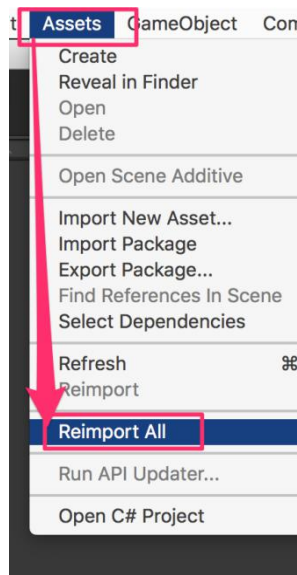 t Assets GameObject Com
Create
Reveal in Finder
Open
Delete
Open Scene Additive
Import New Asset...
Import Package
Export Package...
Find References In Scene
Select Dependencies
Refresh ⌘
Reimport
Reimport All
Run API Updater...
Open C# Project